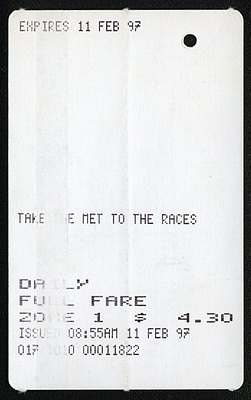 EXPIRES 11 FEB 97
TAKE THE MET TO THE RACES
DAILY
FULL FARE
ZONE 1 $ 4.30
ISSUED 08:55AM 11 FEB 97
017 00011822